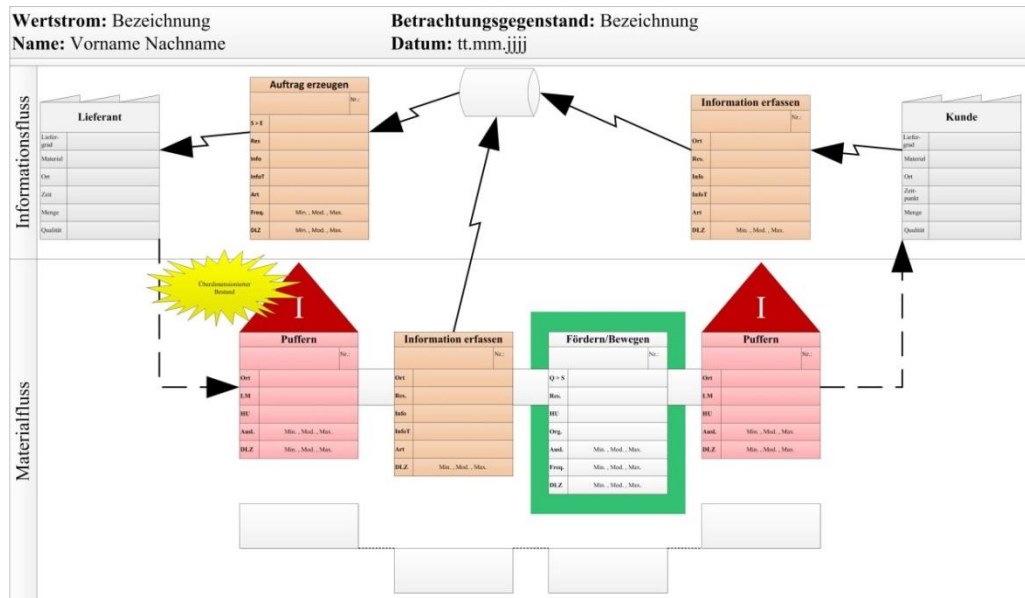 Wertstrom: Bezeichnung
Betrachtungsgegenstand: Bezeichnung
Name: Vorname Nachname
Datum: tt.mm.jjjj
Informationsfluss
Lieferant
Liefer-
grad
Material
Ort
Zeit
Menge
Qualität
Auftrag erzeugen
Nr.:
S > E
Res
Info
InfoT
Art
Freq. Min. , Mod. , Max.
DLZ Min. , Mod. , Max.
Information erfassen
Nr.:
Ort
Res.
Info
InfoT
Art
DLZ Min. , Mod. , Max.
Kunde
Liefer-
grad
Material
Ort
Zeit-
punkt
Menge
Qualität
Materialfluss
Überdimensionierter
Bestand
I
Puffern
Nr.:
Ort
LM
HU
Ausl. Min. , Mod. , Max.
DLZ Min. , Mod. , Max.
Information erfassen
Nr.:
Ort
Res.
Info
InfoT
Art
DLZ Min. , Mod. , Max.
Fördern/Bewegen
Nr.:
Q > S
Res.
HU
Org.
Ausl. Min. , Mod. , Max.
Freq. Min. , Mod. , Max.
DLZ Min. , Mod. , Max.
I
Puffern
Nr.:
Ort
LM
HU
Ausl. Min. , Mod. , Max.
DLZ Min. , Mod. , Max.